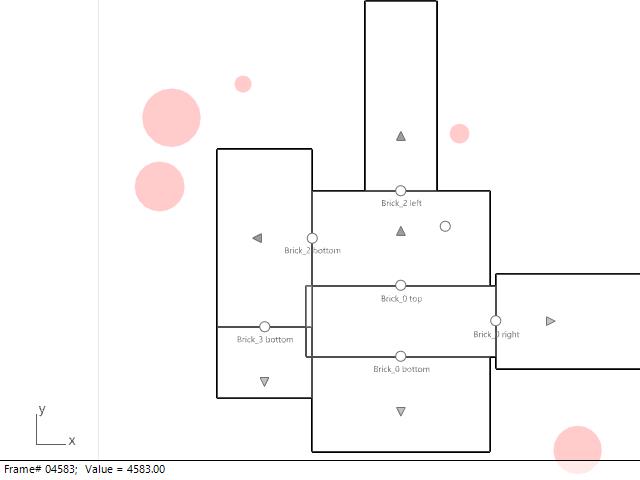 Brick_2 left
Brick_2 bottom
Brick_0 top
Brick_0 right
Brick_3 bottom
Brick_0 bottom
y
x
Frame# 04583; Value = 4583.00